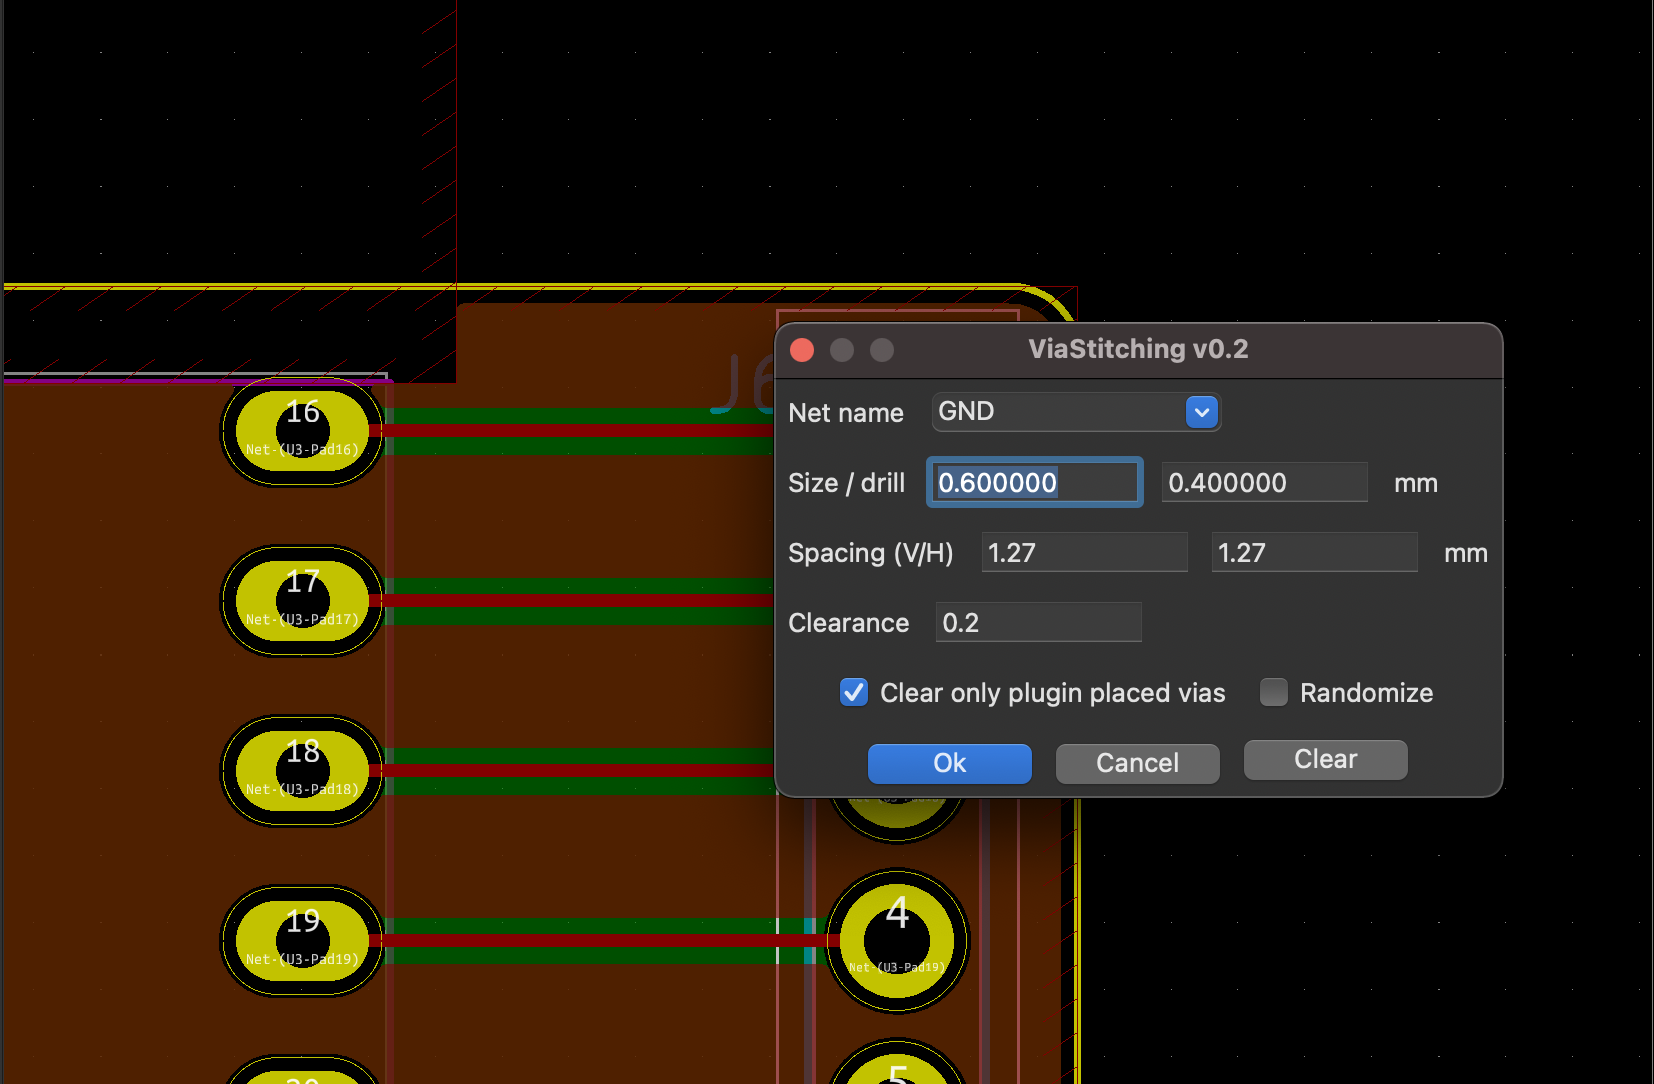 J6
ViaStitching v0.2
Net name GND
Size / drill 0.600000 0.400000 mm
Spacing (V/H) 1.27 1.27 mm
Clearance 0.2
Clear only plugin placed vias Randomize
Ok Cancel Clear
16
Net-(U3-Pad16)
17
Net-(U3-Pad17)
18
Net-(U3-Pad18)
19
Net-(U3-Pad19)
4
Net-(U3-Pad19)
20
5